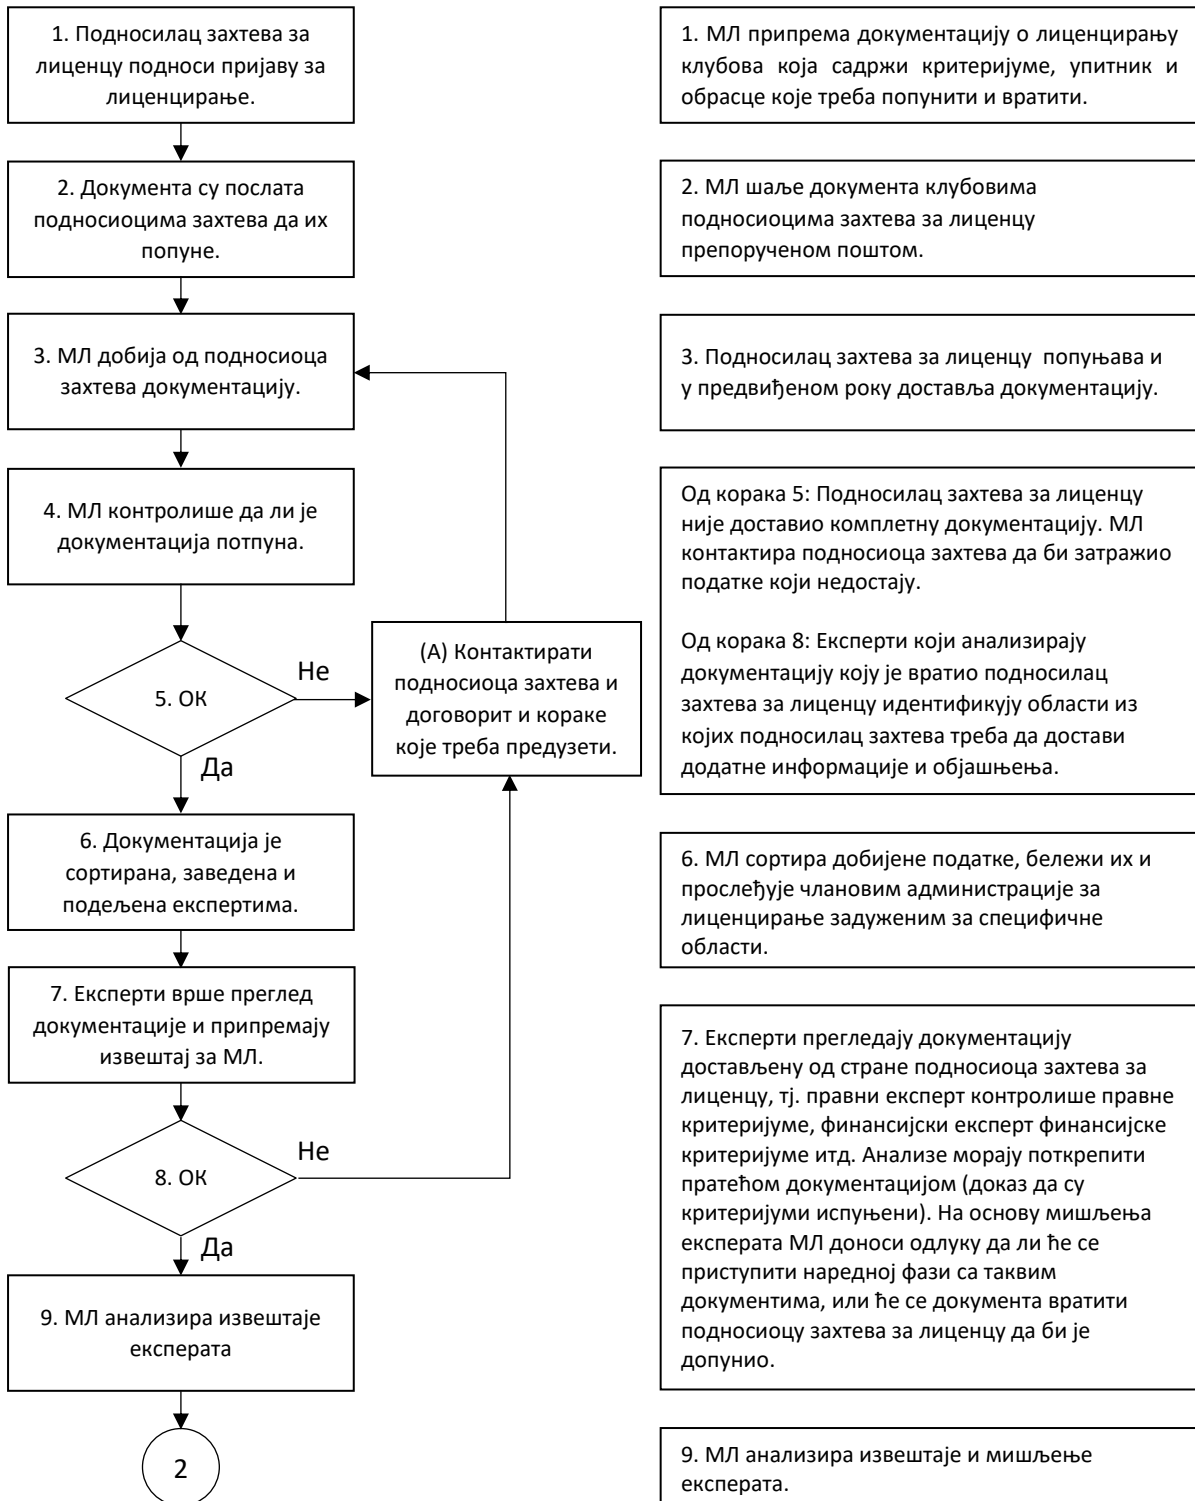 1. Подносилац захтева за
лиценцу подноси пријаву за
лиценцирање.
2. Документа су послата
подносиоцима захтева да их
попуне.
3. МЛ добија од подносиоца
захтева документацију.
4. МЛ контролише да ли је
документација потпуна.
5. ОК
Не
Да
(А) Контактирати
подносиоца захтева и
договорит и кораке
које треба предузети.
6. Документација је
сортирана, заведена и
подељена експертима.
7. Експерти врше преглед
документације и припремају
извештај за МЛ.
8. ОК
Не
Да
9. МЛ анализира извештаје
експерата
2
1. МЛ припрема документацију о лиценцирању
клубова која садржи критеријуме, упитник и
обрасце које треба попунити и вратити.
2. МЛ шаље документа клубовима
подносиоцима захтева за лиценцу
препорученом поштом.
3. Подносилац захтева за лиценцу  попуњава и
у предвиђеном року доставља документацију.
Од корака 5: Подносилац захтева за лиценцу
није доставио комплетну документацију. МЛ
контактира подносиоца захтева да би затражио
податке који недостају.
Од корака 8: Експерти који анализирају
документацију коју је вратио подносилац
захтева за лиценцу идентификују области из
којих подносилац захтева треба да достави
додатне информације и објашњења.
6. МЛ сортира добијене податке, бележи их и
прослеђује члановим администрације за
лиценцирање задуженим за специфичне
области.
7. Експерти прегледају документацију
достављену од стране подносиоца захтева за
лиценцу, тј. правни експерт контролише правне
критеријуме, финансијски експерт финансијске
критеријуме итд. Анализе морају поткрепити
пратећом документацијом (доказ да су
критеријуми испуњени). На основу мишљења
експерата МЛ доноси одлуку да ли ће се
приступити наредној фази са таквим
документима, или ће се документа вратити
подносиоцу захтева за лиценцу да би је
допунио.
9. МЛ анализира извештаје и мишљење
експерата.